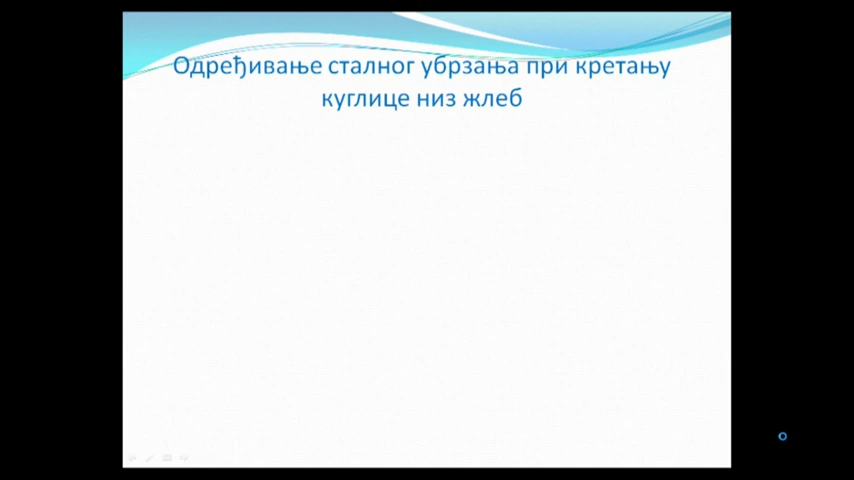 Одређивање сталног убрзања при кретању
куглице низ жлеб